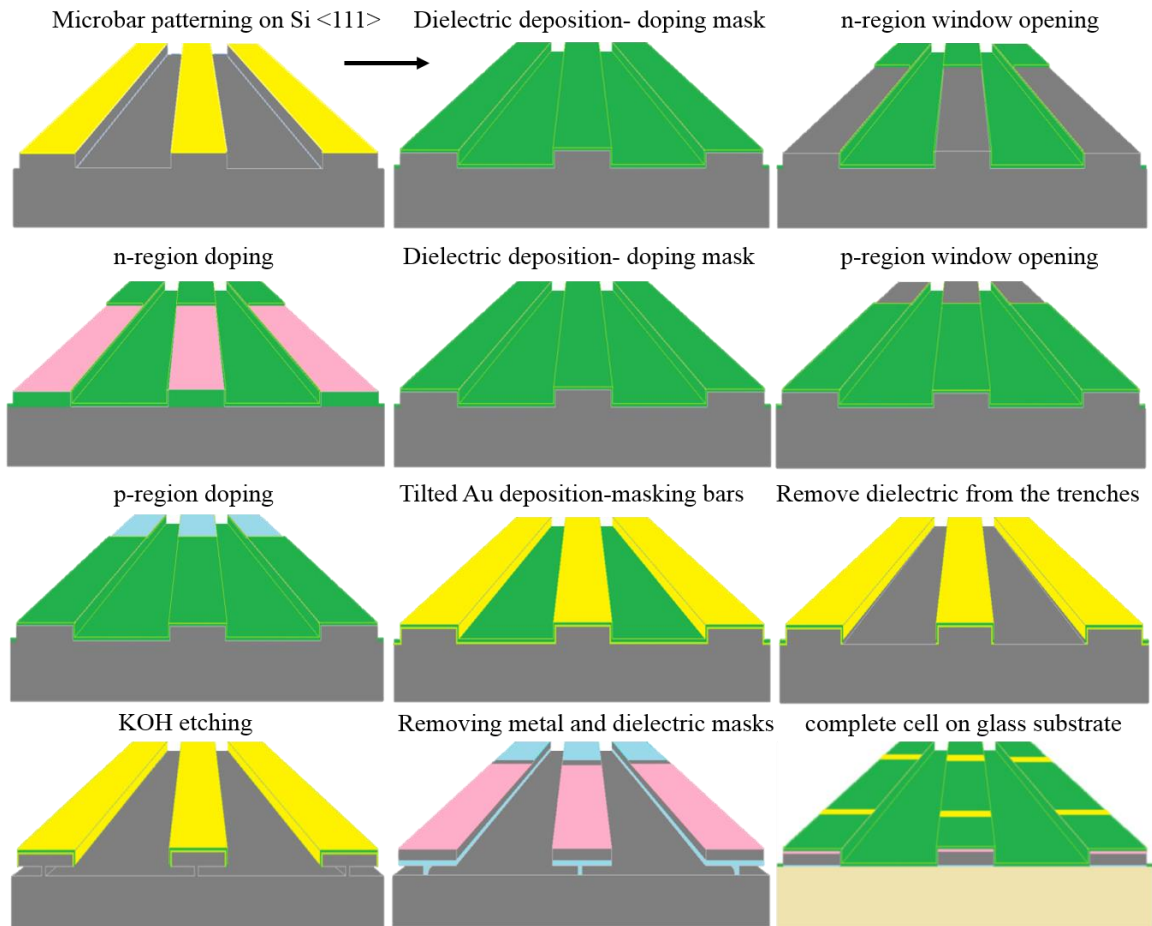 Microbar patterning on Si <111>
Dielectric deposition- doping mask
n-region window opening
n-region doping
Dielectric deposition- doping mask
p-region window opening
p-region doping
Tilted Au deposition-masking bars
Remove dielectric from the trenches
KOH etching
Removing metal and dielectric masks
complete cell on glass substrate